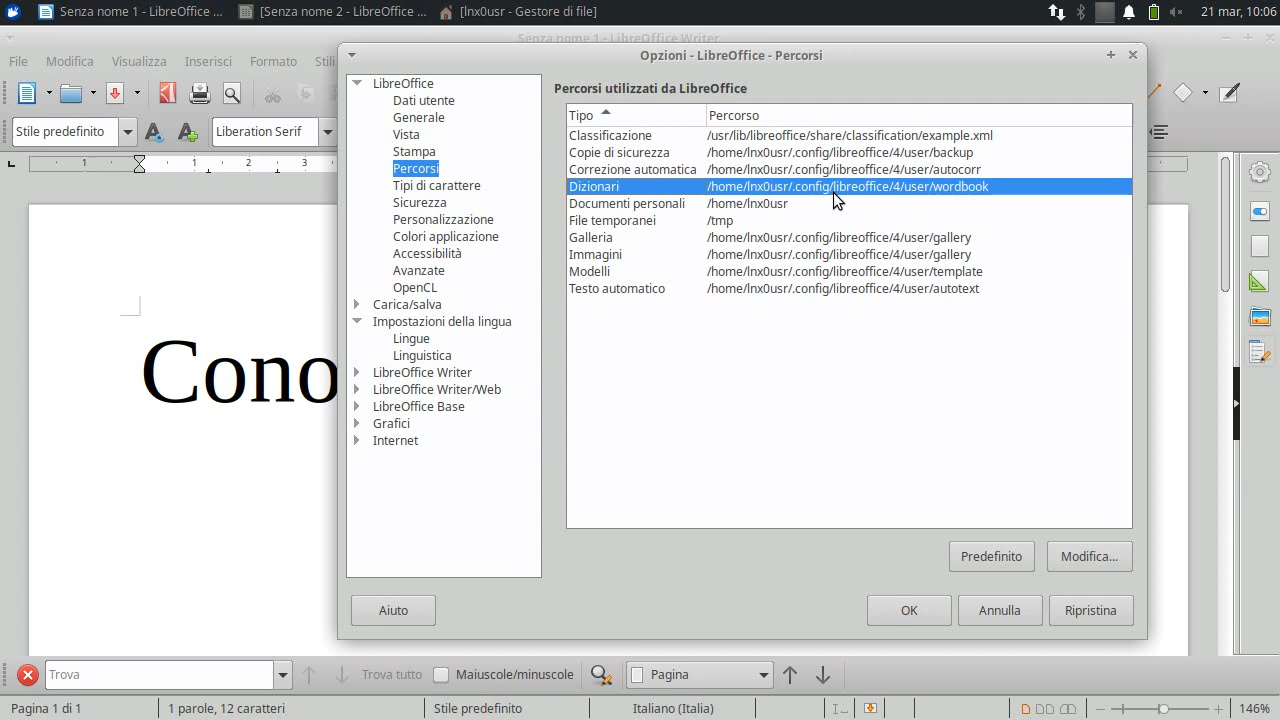 Senza nome 1 - LibreOffice ...
[Senza nome 2 - LibreOffice ...
[lnx0usr - Gestore di file]
21 mar, 10:06
Senza nome 1 - LibreOffice Writer
File Modifica Visualizza Inserisci Formato Stili
Opzioni - LibreOffice - Percorsi
Stile predefinito
Liberation Serif
1 1 2 3
Cono
LibreOffice
Dati utente
Generale
Vista
Stampa
Percorsi
Tipi di carattere
Sicurezza
Personalizzazione
Colori applicazione
Accessibilità
Avanzate
OpenCL
Carica/salva
Impostazioni della lingua
Lingue
Linguistica
LibreOffice Writer
LibreOffice Writer/Web
LibreOffice Base
Grafici
Internet
Percorsi utilizzati da LibreOffice
Tipo Percorso
Classificazione /usr/lib/libreoffice/share/classification/example.xml
Copie di sicurezza /home/lnx0usr/.config/libreoffice/4/user/backup
Correzione automatica /home/lnx0usr/.config/libreoffice/4/user/autocorr
Dizionari /home/lnx0usr/.config/libreoffice/4/user/wordbook
Documenti personali /home/lnx0usr
File temporanei /tmp
Galleria /home/lnx0usr/.config/libreoffice/4/user/gallery
Immagini /home/lnx0usr/.config/libreoffice/4/user/gallery
Modelli /home/lnx0usr/.config/libreoffice/4/user/template
Testo automatico /home/lnx0usr/.config/libreoffice/4/user/autotext
Predefinito Modifica...
Aiuto OK Annulla Ripristina
Trova Trova tutto Maiuscole/minuscole Pagina
Pagina 1 di 1 1 parole, 12 caratteri Stile predefinito Italiano (Italia) 146%